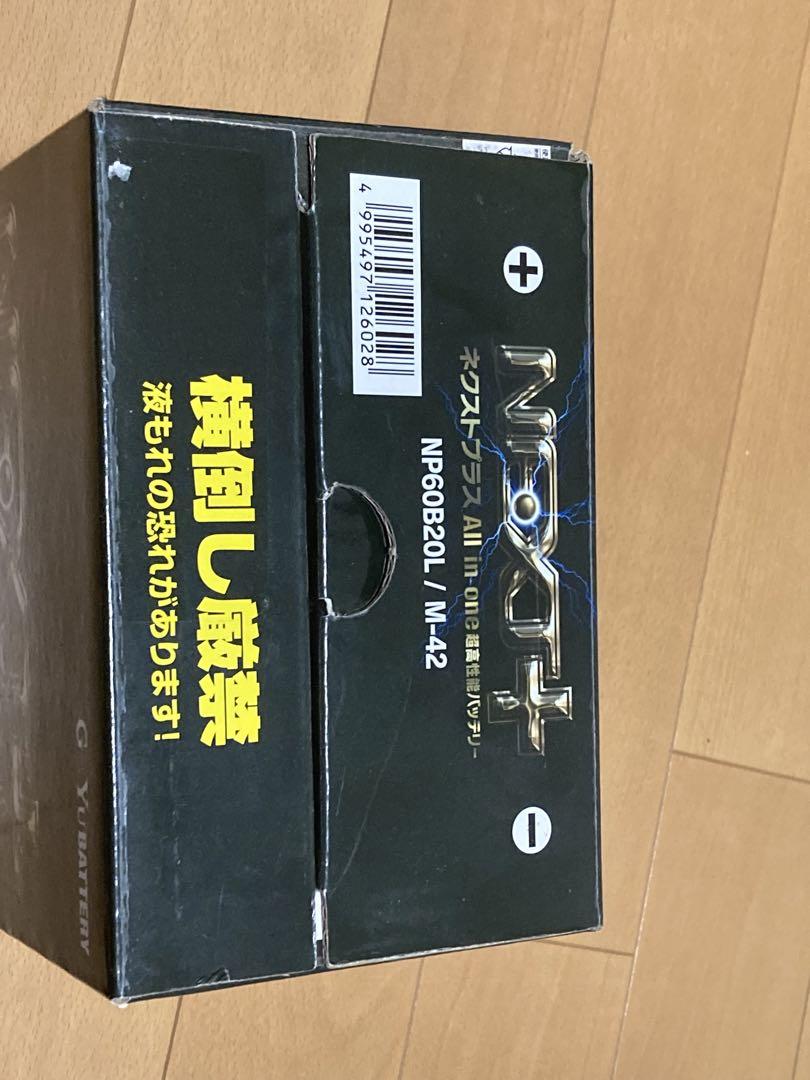 4 995497 126028
NEXT+
ネクストプラス All in one 超高性能バッテリー
NP60B20L / M-42
横倒し厳禁
液もれの恐れがあります!
G YUBATTERY